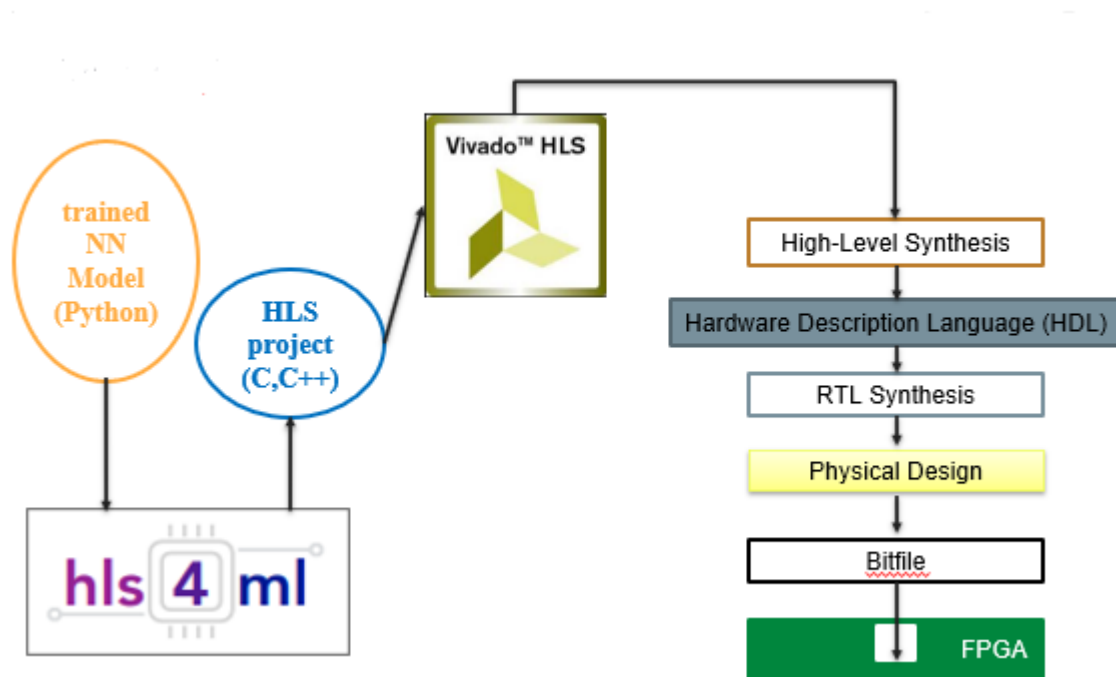 trained
NN
Model
(Python)
HLS
project
(C,C++)
hls 4 ml
Vivado™ HLS
High-Level Synthesis
Hardware Description Language (HDL)
RTL Synthesis
Physical Design
Bitfile
FPGA